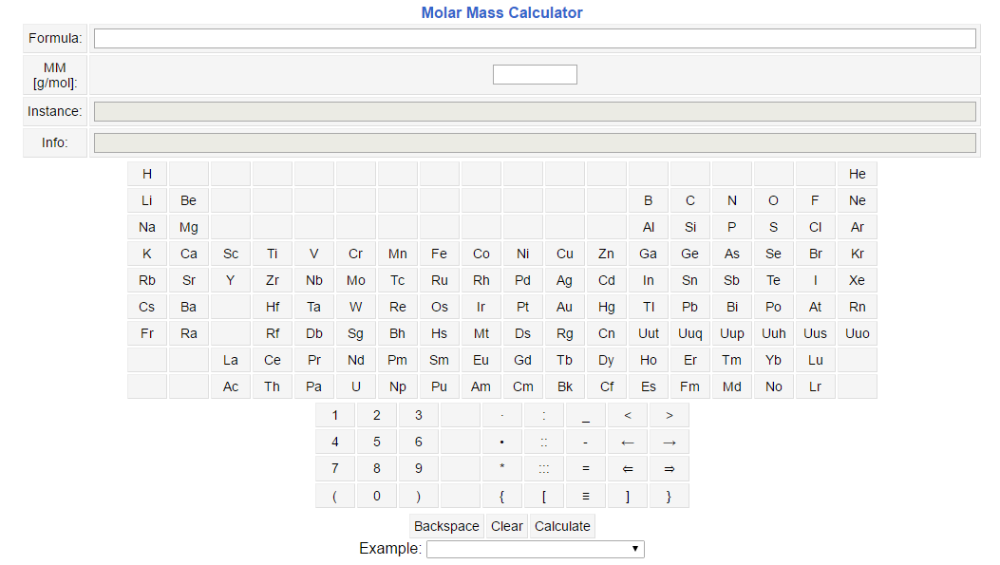 Molar Mass Calculator
Formula:
MM
[g/mol]:
Instance:
Info:
H He
Li Be B C N O F Ne
Na Mg Al Si P S Cl Ar
K Ca Sc Ti V Cr Mn Fe Co Ni Cu Zn Ga Ge As Se Br Kr
Rb Sr Y Zr Nb Mo Tc Ru Rh Pd Ag Cd In Sn Sb Te I Xe
Cs Ba Hf Ta W Re Os Ir Pt Au Hg Tl Pb Bi Po At Rn
Fr Ra Rf Db Sg Bh Hs Mt Ds Rg Cn Uut Uuq Uup Uuh Uus Uuo
La Ce Pr Nd Pm Sm Eu Gd Tb Dy Ho Er Tm Yb Lu
Ac Th Pa U Np Pu Am Cm Bk Cf Es Fm Md No Lr
1 2 3 · : _ < >
4 5 6 • :: - ← →
7 8 9 * ::: = ⇐ ⇒
( 0 ) { [ ≡ ] }
Backspace Clear Calculate
Example: